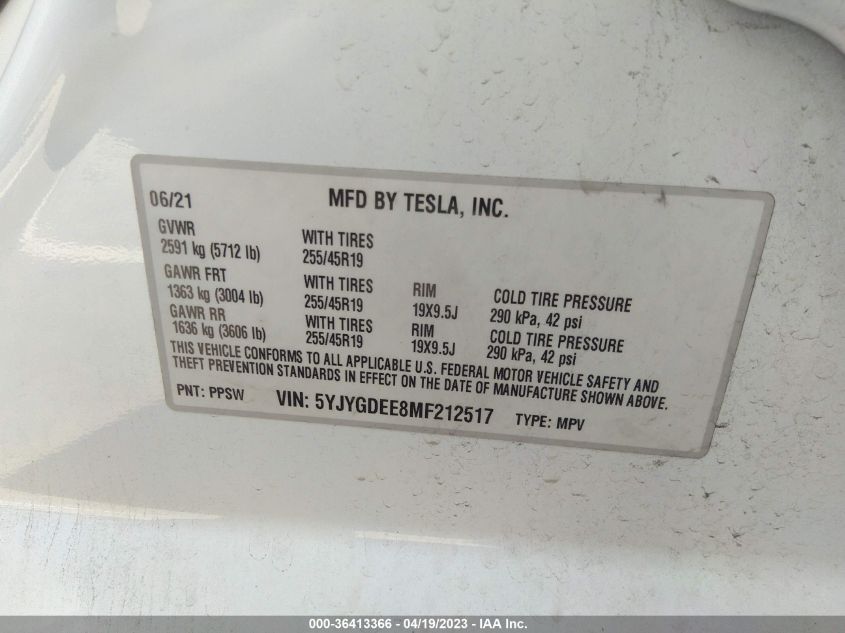 06/21 MFD BY TESLA, INC.
GVWR
2591 kg (5712 lb) WITH TIRES 255/45R19
GAWR FRT
1363 kg (3004 lb) WITH TIRES 255/45R19 RIM 19X9.5J COLD TIRE PRESSURE 290 kPa, 42 psi
GAWR RR
1636 kg (3606 lb) WITH TIRES 255/45R19 RIM 19X9.5J COLD TIRE PRESSURE 290 kPa, 42 psi
THIS VEHICLE CONFORMS TO ALL APPLICABLE U.S. FEDERAL MOTOR VEHICLE SAFETY AND
THEFT PREVENTION STANDARDS IN EFFECT ON THE DATE OF MANUFACTURE SHOWN ABOVE.
PNT: PPSW VIN: 5YJYGDEE8MF212517 TYPE: MPV
000-36413366 - 04/19/2023 - IAA Inc.